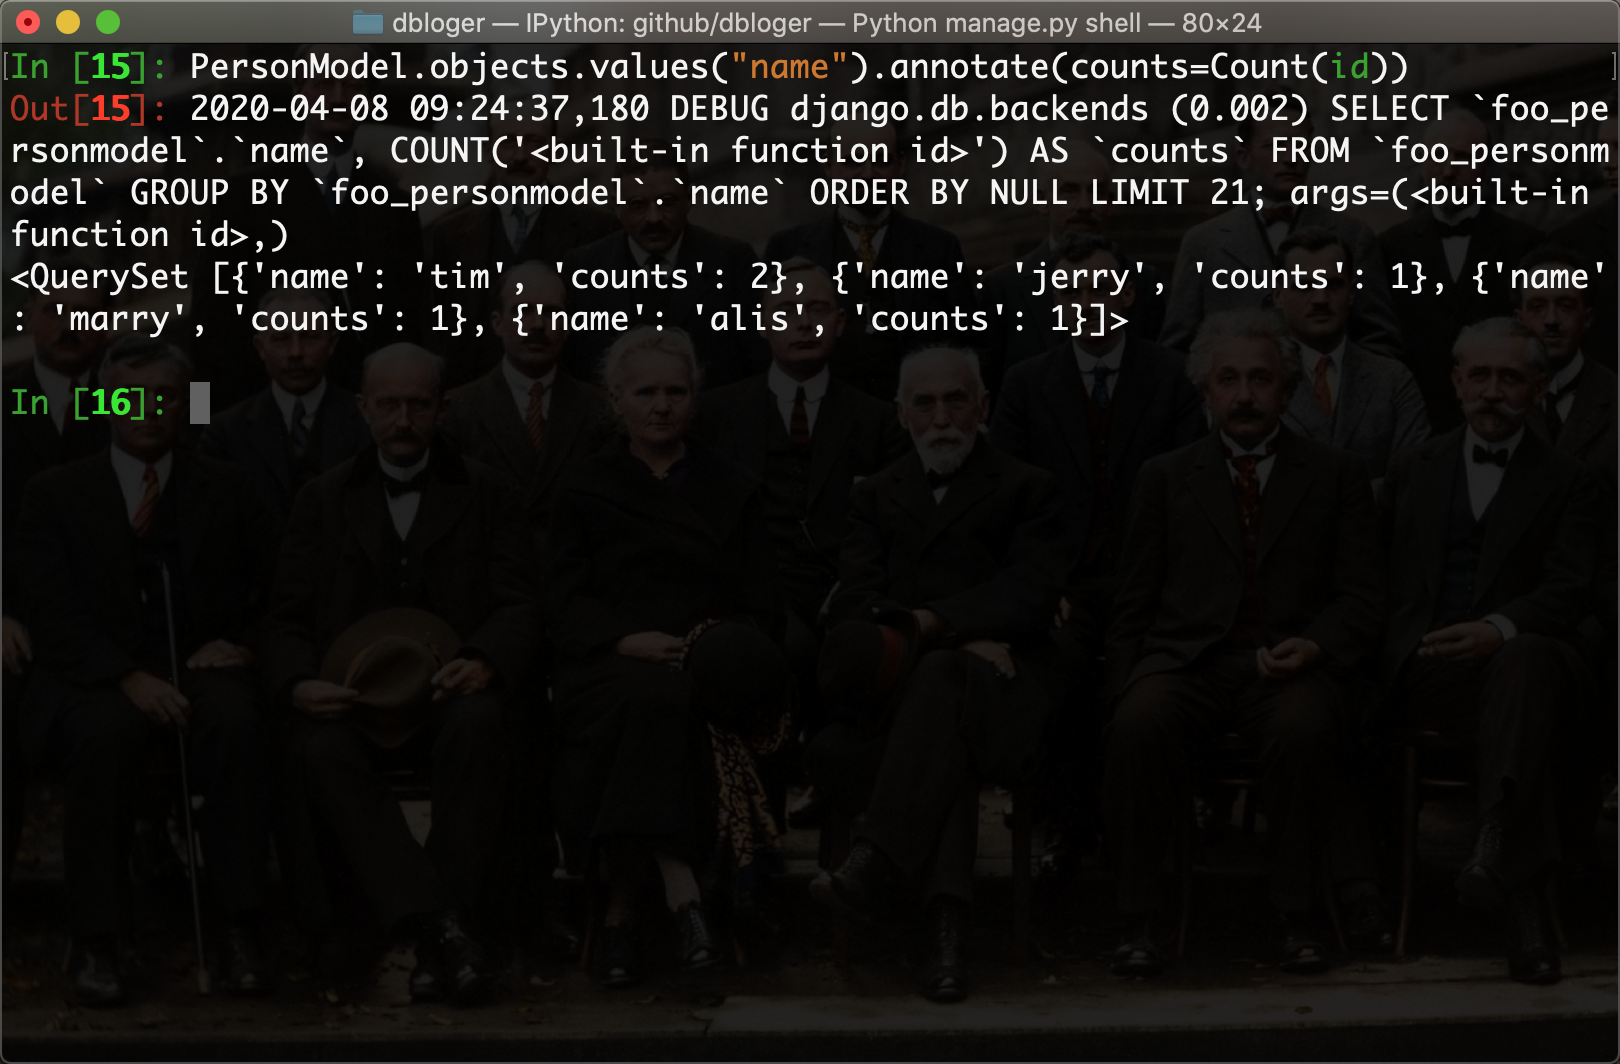 dbloger — IPython: github/dbloger — Python manage.py shell — 80×24
In [15]: PersonModel.objects.values("name").annotate(counts=Count(id))
Out[15]: 2020-04-08 09:24:37,180 DEBUG django.db.backends (0.002) SELECT `foo_pe
rsonmodel`.`name`, COUNT('<built-in function id>') AS `counts` FROM `foo_personm
odel` GROUP BY `foo_personmodel`.`name` ORDER BY NULL LIMIT 21; args=(<built-in
function id>,)
<QuerySet [{'name': 'tim', 'counts': 2}, {'name': 'jerry', 'counts': 1}, {'name'
: 'marry', 'counts': 1}, {'name': 'alis', 'counts': 1}]>
In [16]: